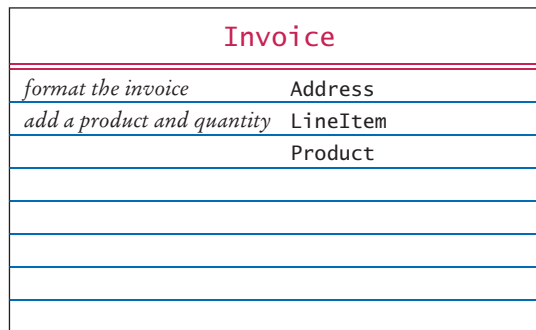 Invoice
format the invoice Address
add a product and quantity LineItem
Product